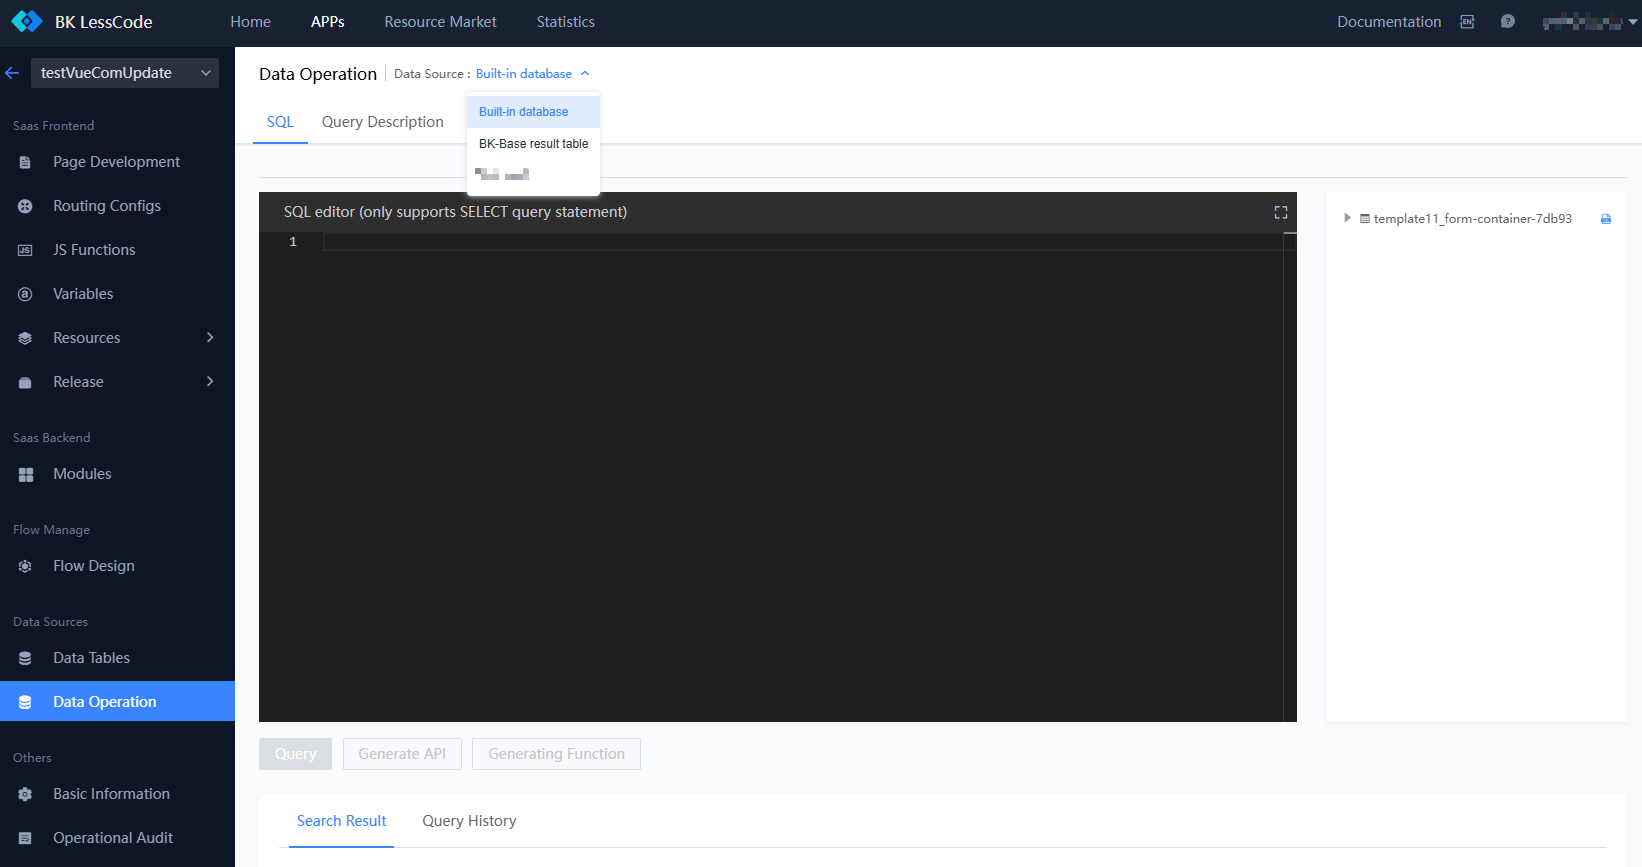 BK LessCode
Home
APPs
Resource Market
Statistics
Documentation
EN
?
testVueComUpdate
Saas Frontend
Page Development
Routing Configs
JS
JS Functions
Variables
Resources
Release
Saas Backend
Modules
Flow Manage
Flow Design
Data Sources
Data Tables
Data Operation
Others
Basic Information
Operational Audit
Data Operation
Data Source :
Built-in database
Built-in database
BK-Base result table
SQL
Query Description
SQL editor (only supports SELECT query statement)
1
template11_form-container-7db93
Query
Generate API
Generating Function
Search Result
Query History